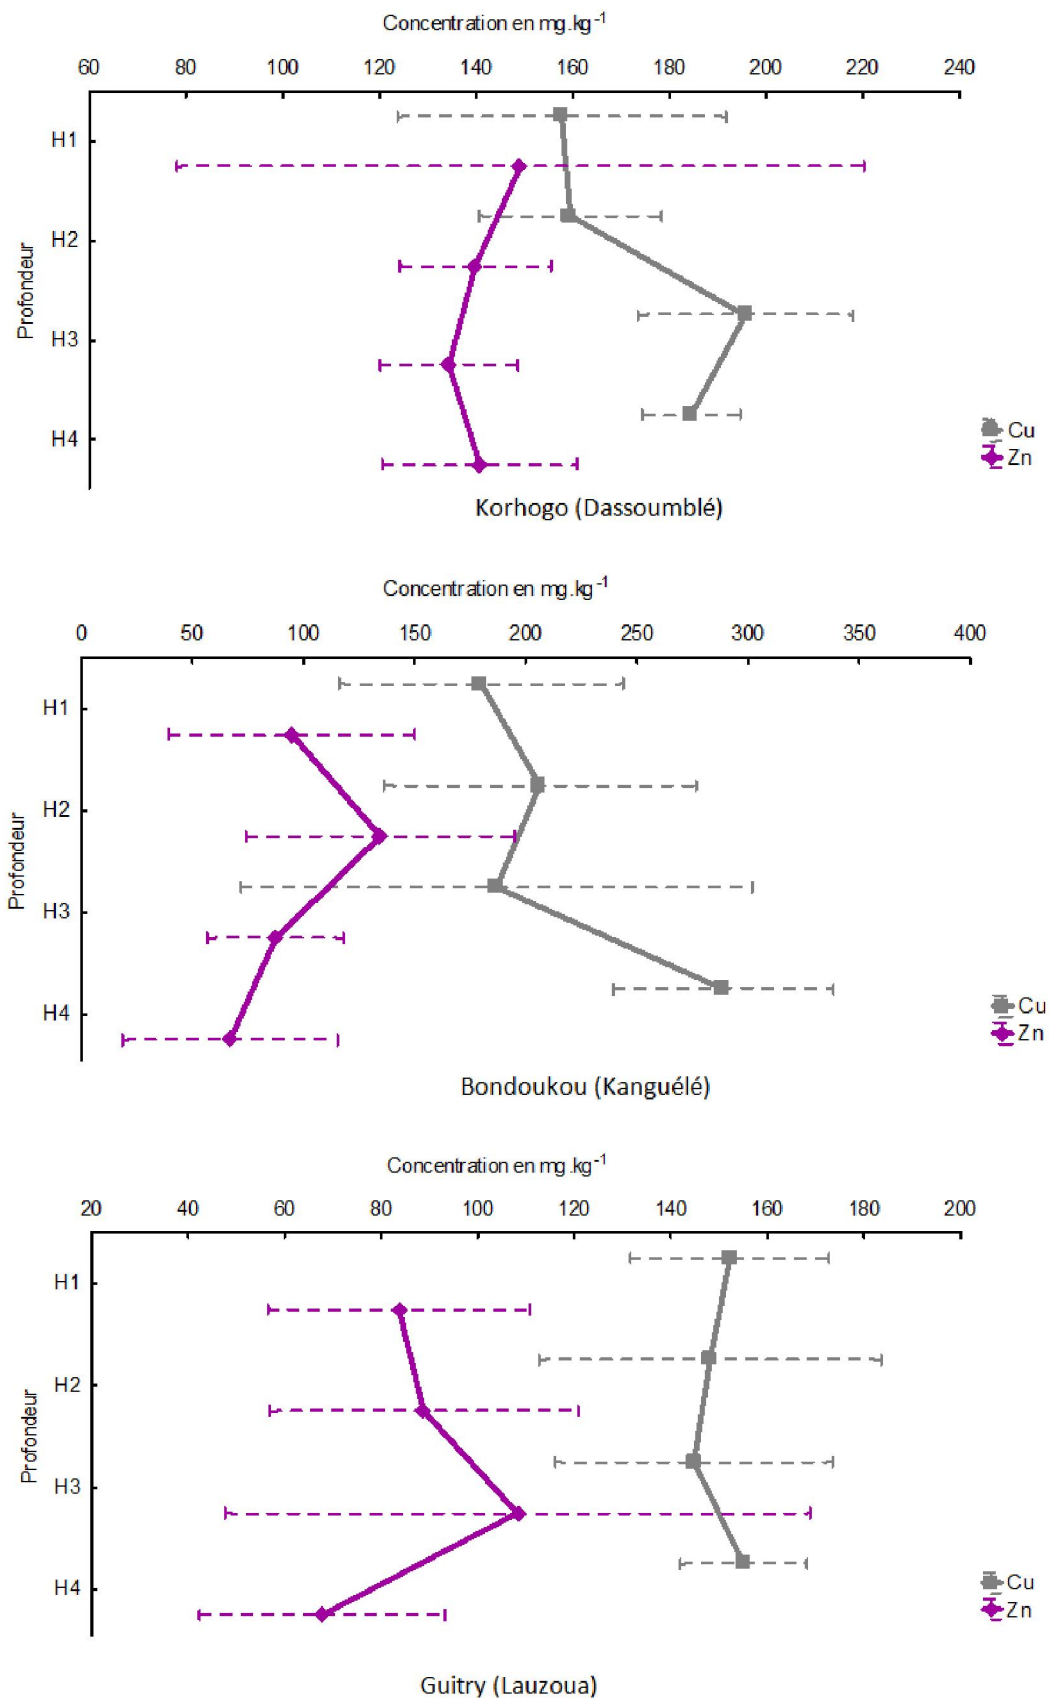 Concentration en mg.kg-1
60 80 100 120 140 160 180 200 220 240
H1
H2
H3
H4
Profondeur
Cu
Zn
Korhogo (Dassoumblé)
Concentration en mg.kg-1
0 50 100 150 200 250 300 350 400
H1
H2
H3
H4
Profondeur
Cu
Zn
Bondoukou (Kanguélé)
Concentration en mg.kg-1
20 40 60 80 100 120 140 160 180 200
H1
H2
H3
H4
Profondeur
Cu
Zn
Guitry (Lauzoua)